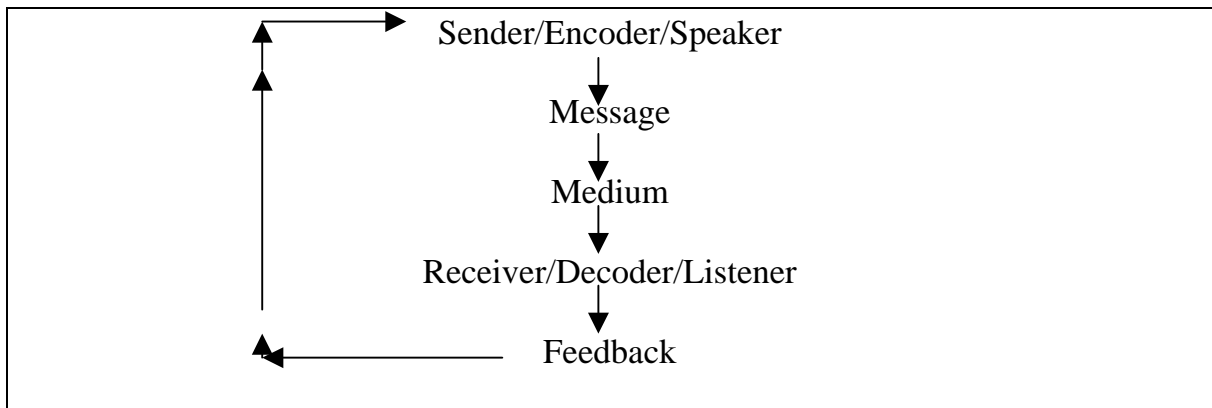 Sender/Encoder/Speaker
Message
Medium
Receiver/Decoder/Listener
Feedback